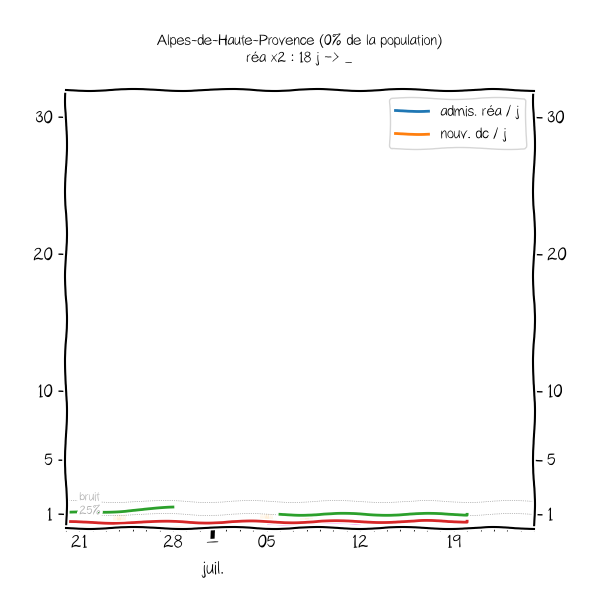 Alpes-de-Haute-Provence (0% de la population)
réa x2 : 18 j -> _
admis. réa / j
nouv. dc / j
30
30
20
20
10
10
5
5
bruit
25%
1
1
21
28
05
12
19
juil.